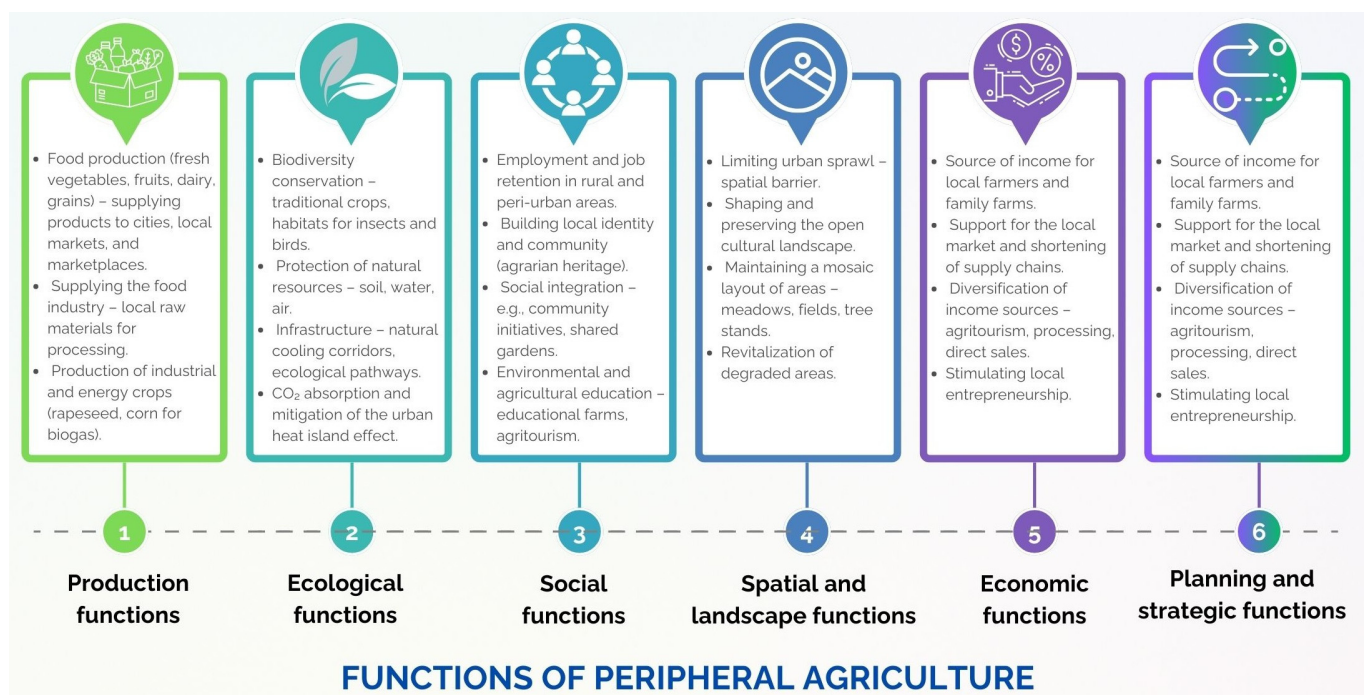 • Food production (fresh
vegetables, fruits, dairy,
grains) – supplying
products to cities, local
markets, and
marketplaces.
• Supplying the food
industry – local raw
materials for
processing.
• Production of industrial
and energy crops
(rapeseed, corn for
biogas).
1
Production
functions
• Biodiversity
conservation –
traditional crops,
habitats for insects and
birds.
• Protection of natural
resources – soil, water,
air.
• Infrastructure – natural
cooling corridors,
ecological pathways.
• CO₂ absorption and
mitigation of the urban
heat island effect.
2
Ecological
functions
• Employment and job
retention in rural and
peri-urban areas.
• Building local identity
and community
(agrarian heritage).
• Social integration –
e.g., community
initiatives, shared
gardens.
• Environmental and
agricultural education –
educational farms,
agritourism.
3
Social
functions
• Limiting urban sprawl –
spatial barrier.
• Shaping and
preserving the open
cultural landscape.
• Maintaining a mosaic
layout of areas –
meadows, fields, tree
stands.
• Revitalization of
degraded areas.
4
Spatial and
landscape functions
$
%
• Source of income for
local farmers and
family farms.
• Support for the local
market and shortening
of supply chains.
• Diversification of
income sources –
agritourism, processing,
direct sales.
• Stimulating local
entrepreneurship.
5
Economic
functions
• Source of income for
local farmers and
family farms.
• Support for the local
market and shortening
of supply chains.
• Diversification of
income sources –
agritourism,
processing, direct
sales.
• Stimulating local
entrepreneurship.
6
Planning and
strategic functions
FUNCTIONS OF PERIPHERAL AGRICULTURE